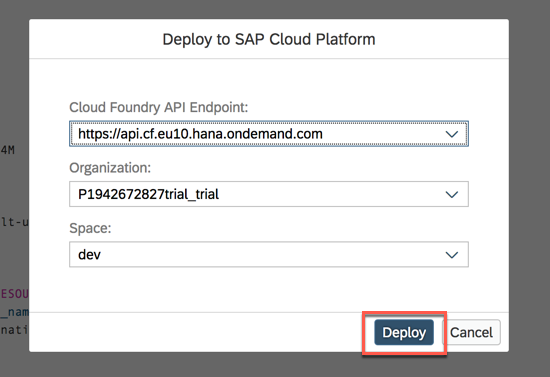 Deploy to SAP Cloud Platform
Cloud Foundry API Endpoint:
https://api.cf.eu10.hana.ondemand.com
4M
Organization:
P1942672827trial_trial
lt-u
Space:
dev
ESOU
_nam
nati
Deploy Cancel